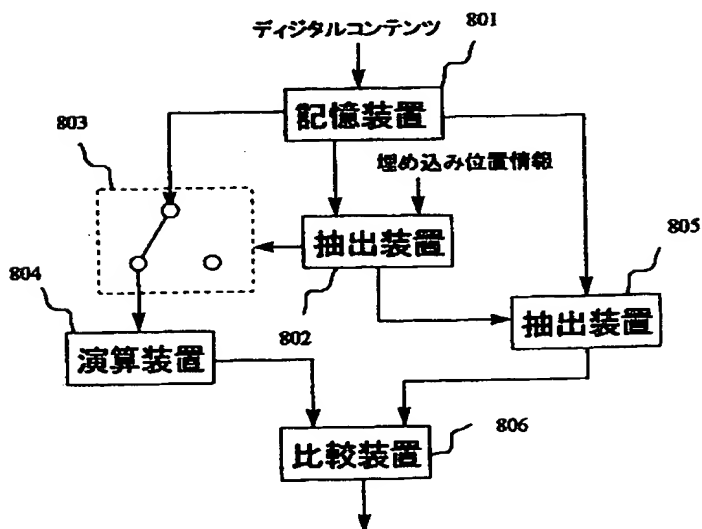 ディジタルコンテンツ
801
記憶装置
803
埋め込み位置情報
抽出装置
805
802
804
抽出装置
演算装置
806
比較装置